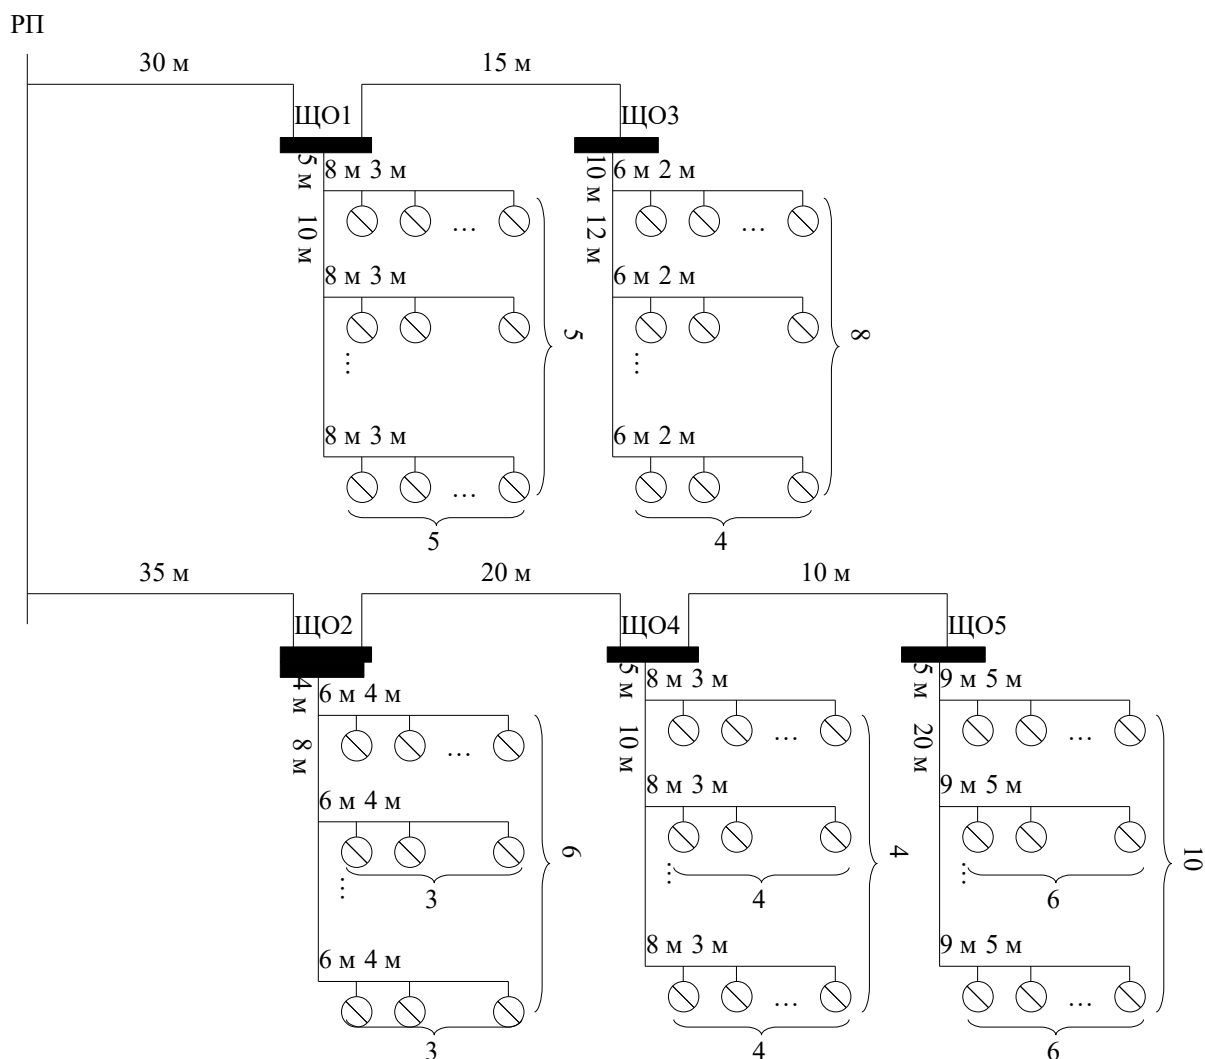 РП
30 м
15 м
ЩО1
ЩО3
5 м
8 м 3 м
10 м
6 м 2 м
10 м
12 м
…
…
8 м 3 м
6 м 2 м
5
8
…
…
8 м 3 м
6 м 2 м
…
5
4
35 м
20 м
10 м
ЩО2
ЩО4
ЩО5
4 м
6 м 4 м
5 м
8 м 3 м
5 м
9 м 5 м
8 м
10 м
20 м
…
…
…
6 м 4 м
8 м 3 м
9 м 5 м
6
4
10
…
…
…
3
4
6
6 м 4 м
8 м 3 м
9 м 5 м
…
…
3
4
6